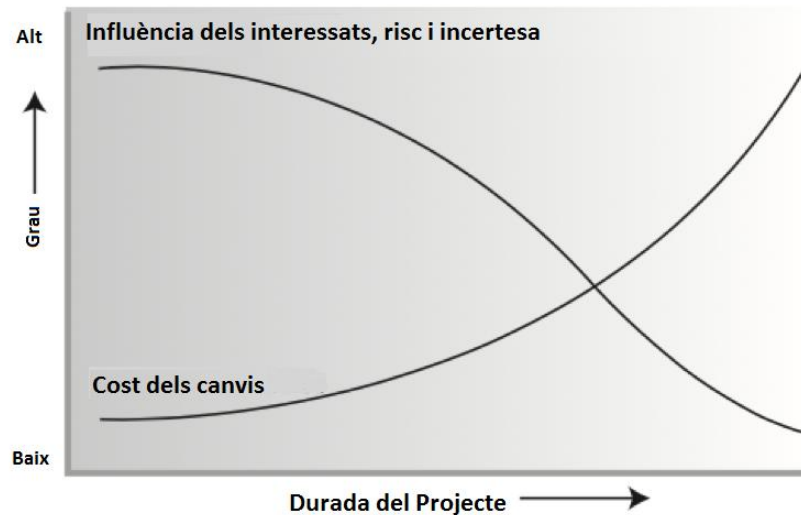 Alt
Influència dels interessats, risc i incertesa
Grau
Cost dels canvis
Baix
Durada del Projecte